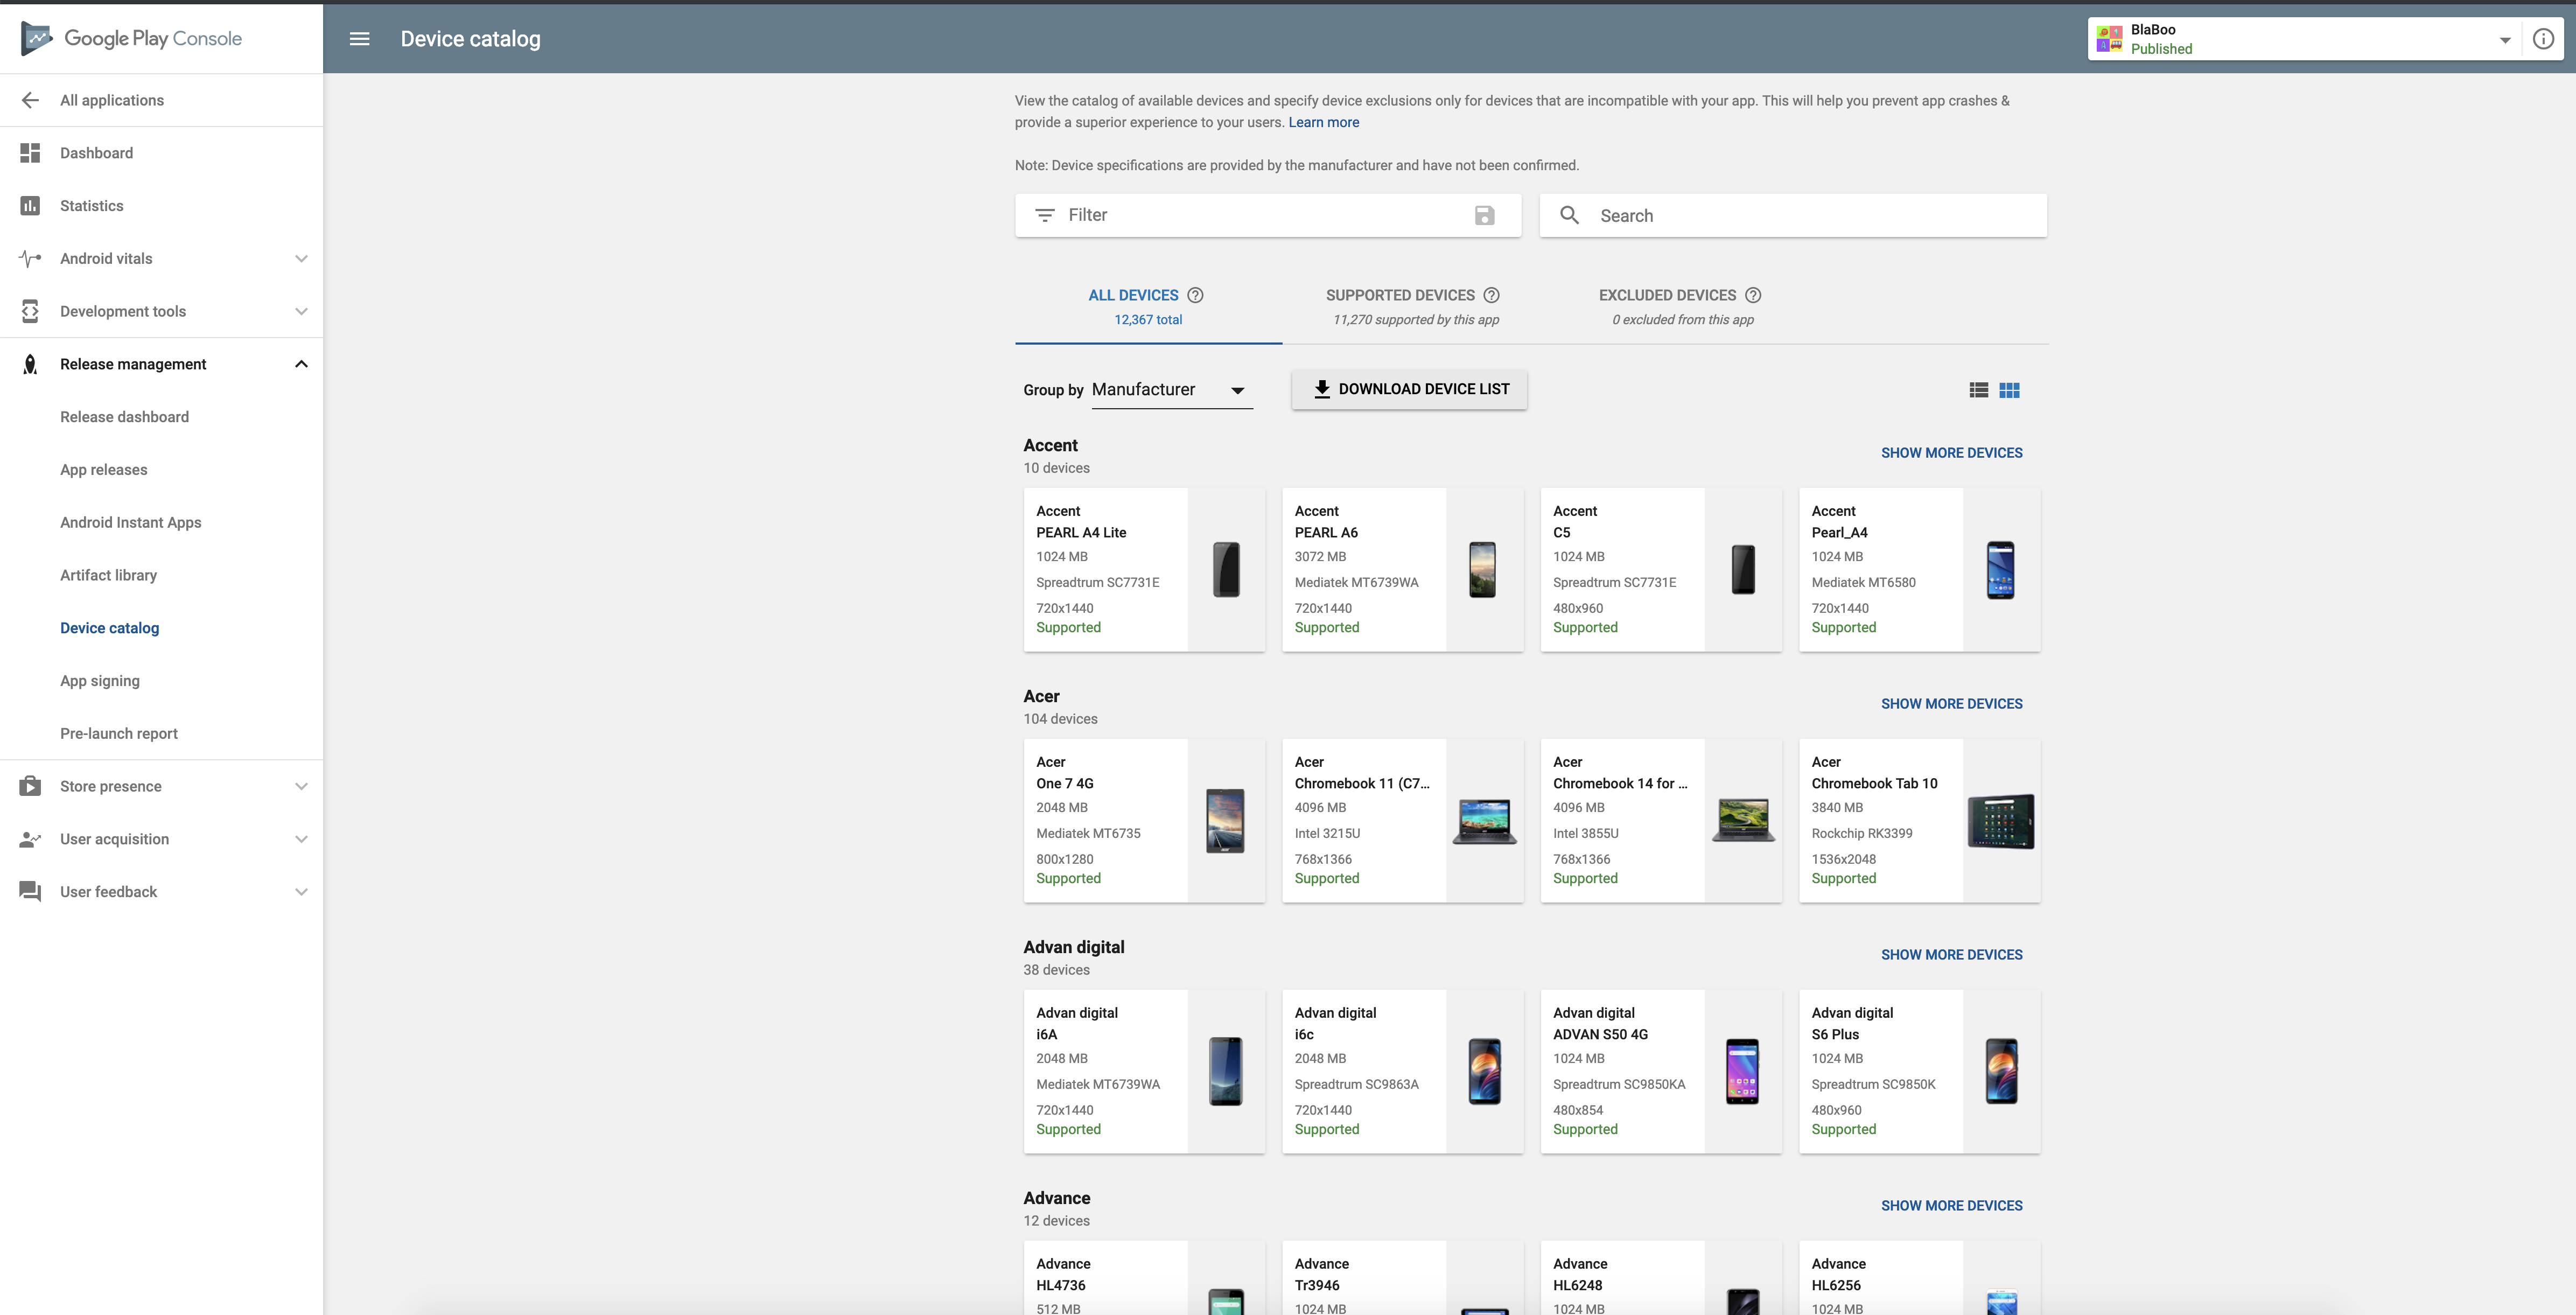 Google Play Console
Device catalog
BlaBoo
Published
All applications
Dashboard
Statistics
Android vitals
Development tools
Release management
Release dashboard
App releases
Android Instant Apps
Artifact library
Device catalog
App signing
Pre-launch report
Store presence
User acquisition
User feedback
View the catalog of available devices and specify device exclusions only for devices that are incompatible with your app. This will help you prevent app crashes &
provide a superior experience to your users. Learn more
Note: Device specifications are provided by the manufacturer and have not been confirmed.
Filter
Search
ALL DEVICES
12,367 total
SUPPORTED DEVICES
11,270 supported by this app
EXCLUDED DEVICES
0 excluded from this app
Group by Manufacturer
DOWNLOAD DEVICE LIST
Accent
10 devices
SHOW MORE DEVICES
Accent
PEARL A4 Lite
1024 MB
Spreadtrum SC7731E
720x1440
Supported
Accent
PEARL A6
3072 MB
Mediatek MT6739WA
720x1440
Supported
Accent
C5
1024 MB
Spreadtrum SC7731E
480x960
Supported
Accent
Pearl_A4
1024 MB
Mediatek MT6580
720x1440
Supported
Acer
104 devices
SHOW MORE DEVICES
Acer
One 7 4G
2048 MB
Mediatek MT6735
800x1280
Supported
Acer
Chromebook 11 (C7...
4096 MB
Intel 3215U
768x1366
Supported
Acer
Chromebook 14 for ...
4096 MB
Intel 3855U
768x1366
Supported
Acer
Chromebook Tab 10
3840 MB
Rockchip RK3399
1536x2048
Supported
Advan digital
38 devices
SHOW MORE DEVICES
Advan digital
i6A
2048 MB
Mediatek MT6739WA
720x1440
Supported
Advan digital
i6c
2048 MB
Spreadtrum SC9863A
720x1440
Supported
Advan digital
ADVAN S50 4G
1024 MB
Spreadtrum SC9850KA
480x854
Supported
Advan digital
S6 Plus
1024 MB
Spreadtrum SC9850K
480x960
Supported
Advance
12 devices
SHOW MORE DEVICES
Advance
HL4736
512 MB
Advance
Tr3946
1024 MB
Advance
HL6248
1024 MB
Advance
HL6256
1024 MB